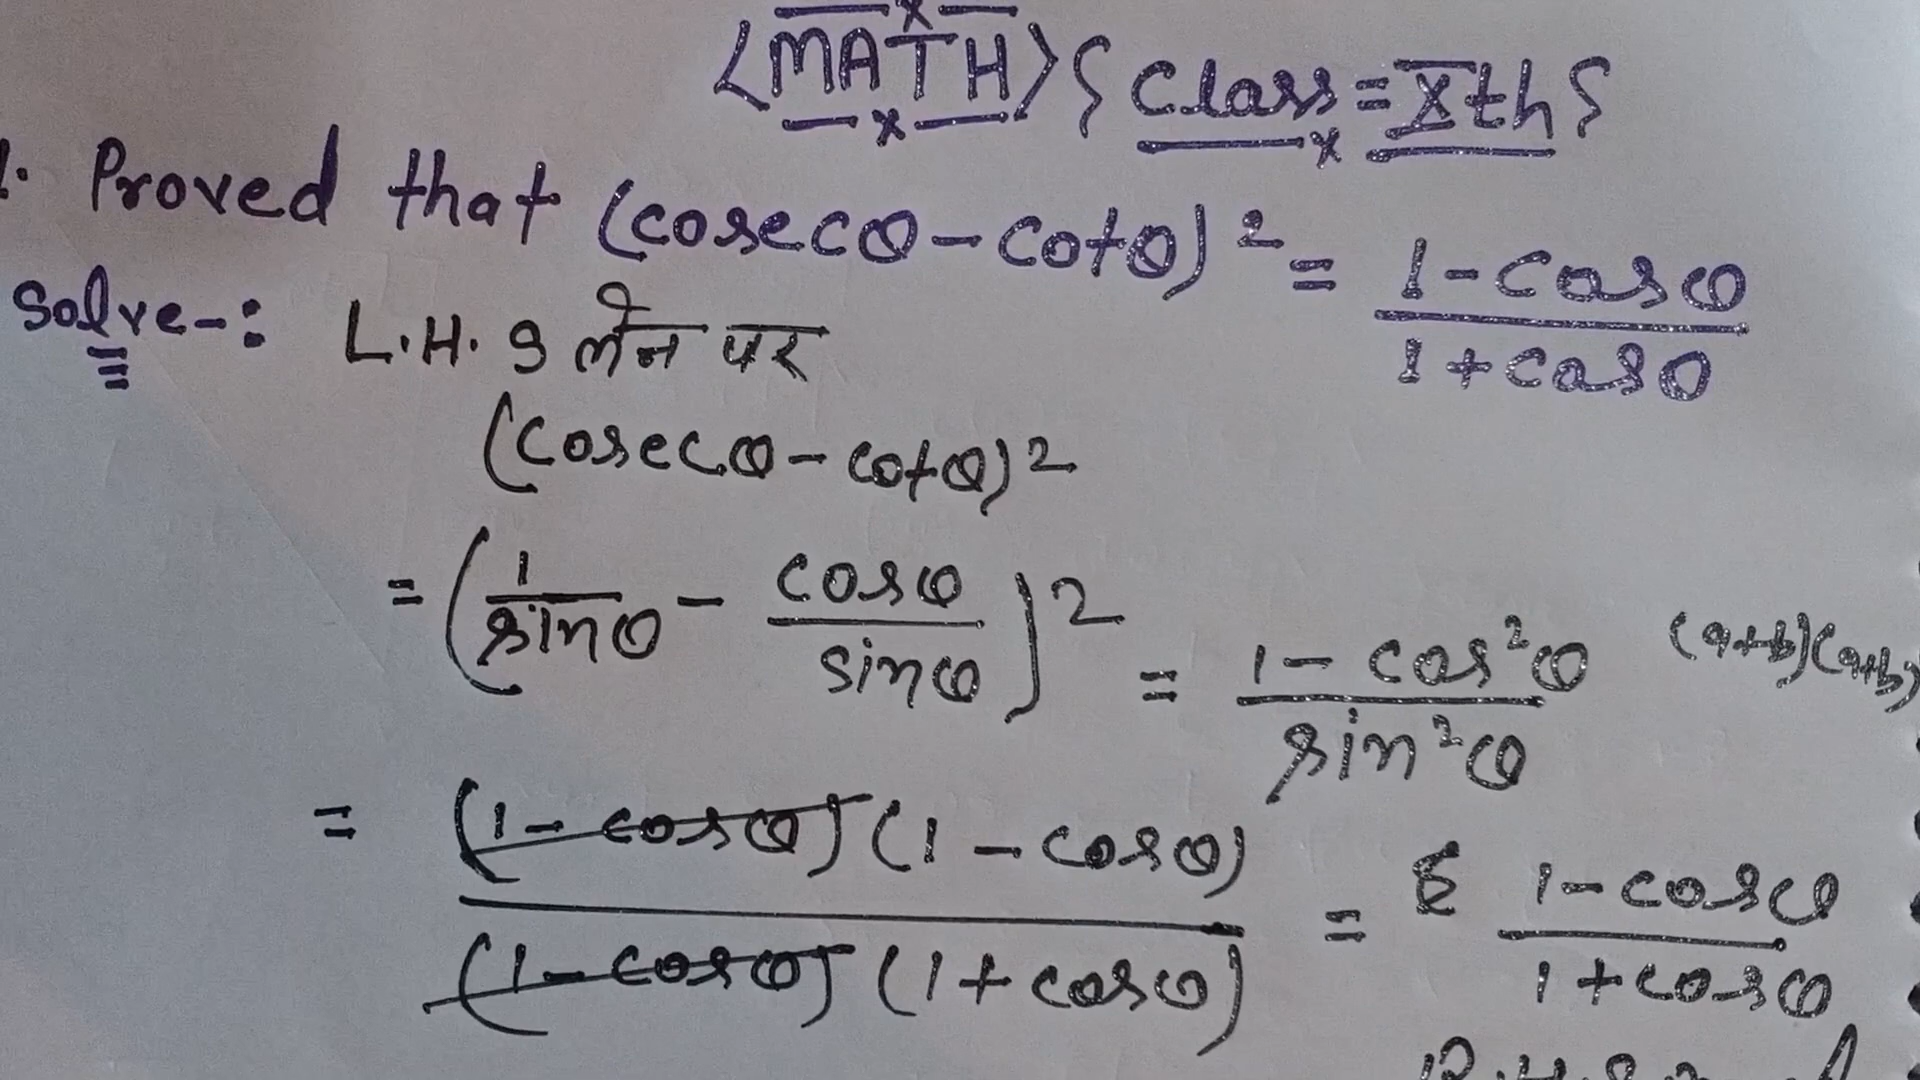 <MATH> { Class = Xth }
1. Proved that (cosecθ - cotθ)² = 1-cosθ / 1+cosθ
Solve-: L.H.S लेने पर
(cosecθ - cotθ)²
= (1/sinθ - cosθ/sinθ)² = 1 - cos²θ / sin²θ (a+b)(a+b)
= (1-cosθ)(1-cosθ) / (1-cosθ)(1+cosθ) = 1-cosθ / 1+cosθ
R.H.S